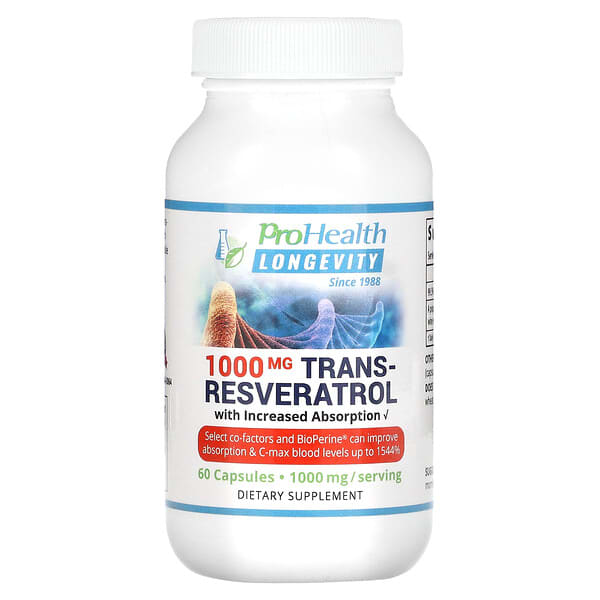 ProHealth
LONGEVITY
Since 1988
1000 MG TRANS-
RESVERATROL
with Increased Absorption √
Select co-factors and BioPerine® can improve
absorption & C-max blood levels up to 1544%
60 Capsules • 1000 mg/serving
DIETARY SUPPLEMENT